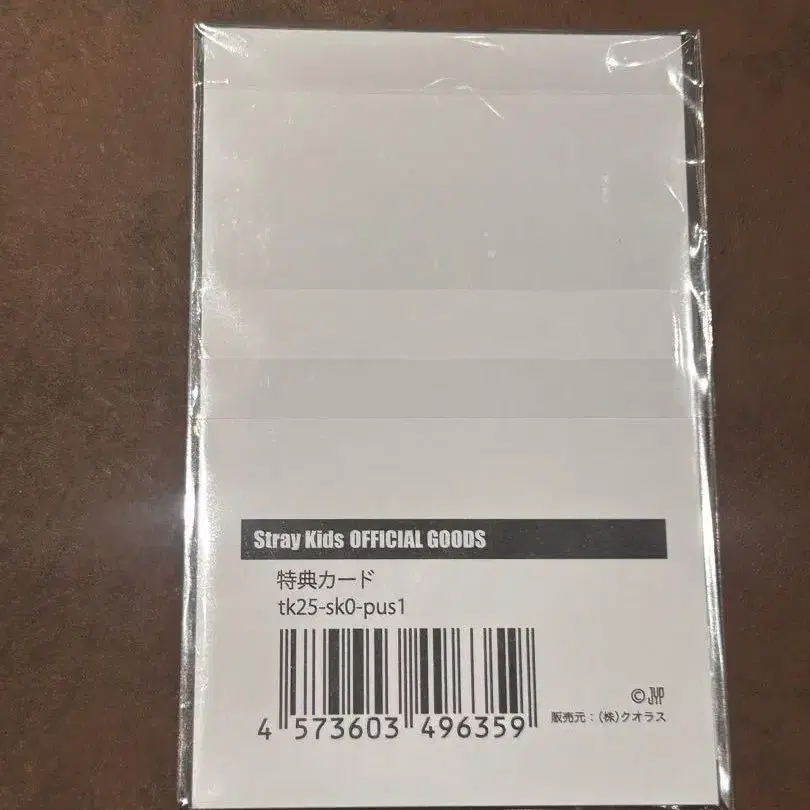 Stray Kids OFFICIAL GOODS
特典カード
tk25-sk0-pus1
4 573603 496359
© JYP
販売元：(株)クオラス